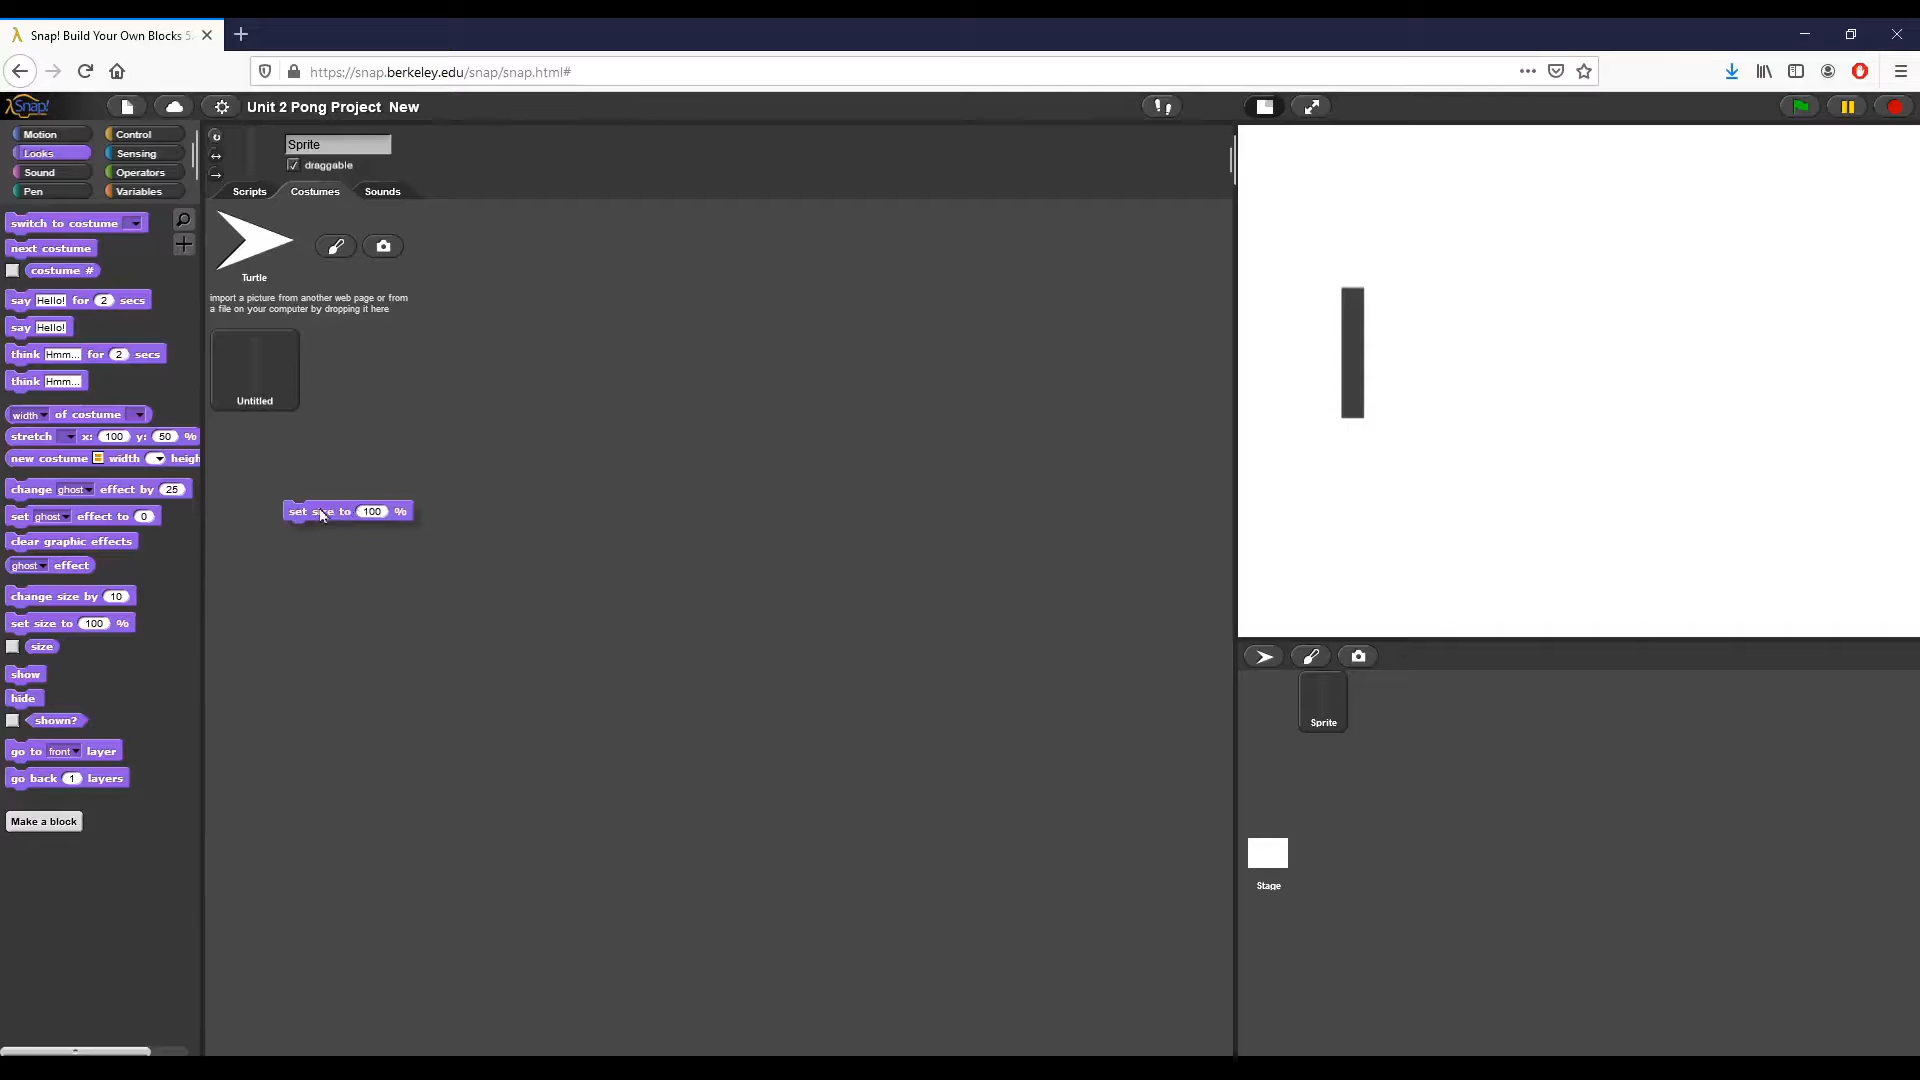 Snap! Build Your Own Blocks 5.
https://snap.berkeley.edu/snap/snap.html#
Snap!
Unit 2 Pong Project New
Motion
Control
Looks
Sensing
Sound
Operators
Pen
Variables
Sprite
draggable
Scripts
Costumes
Sounds
switch to costume
next costume
costume #
say Hello! for 2 secs
say Hello!
think Hmm... for 2 secs
think Hmm...
width of costume
stretch x: 100 y: 50 %
new costume width heigh
change ghost effect by 25
set ghost effect to 0
clear graphic effects
ghost effect
change size by 10
set size to 100 %
size
show
hide
shown?
go to front layer
go back 1 layers
Make a block
Turtle
import a picture from another web page or from
a file on your computer by dropping it here
Untitled
set size to 100 %
Sprite
Stage